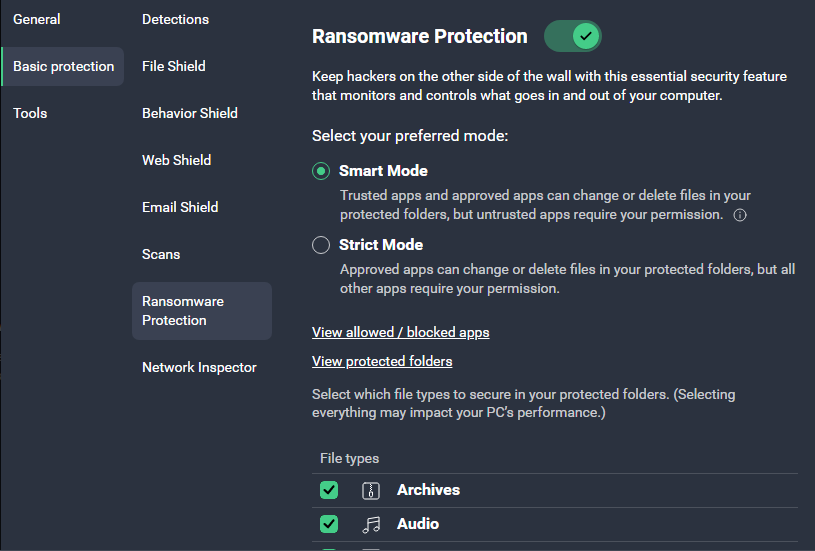 General
Basic protection
Tools
Detections
File Shield
Behavior Shield
Web Shield
Email Shield
Scans
Ransomware
Protection
Network Inspector
Ransomware Protection
Keep hackers on the other side of the wall with this essential security feature
that monitors and controls what goes in and out of your computer.
Select your preferred mode:
Smart Mode
Trusted apps and approved apps can change or delete files in your
protected folders, but untrusted apps require your permission.
Strict Mode
Approved apps can change or delete files in your protected folders, but all
other apps require your permission.
View allowed / blocked apps
View protected folders
Select which file types to secure in your protected folders. (Selecting
everything may impact your PC’s performance.)
File types
Archives
Audio